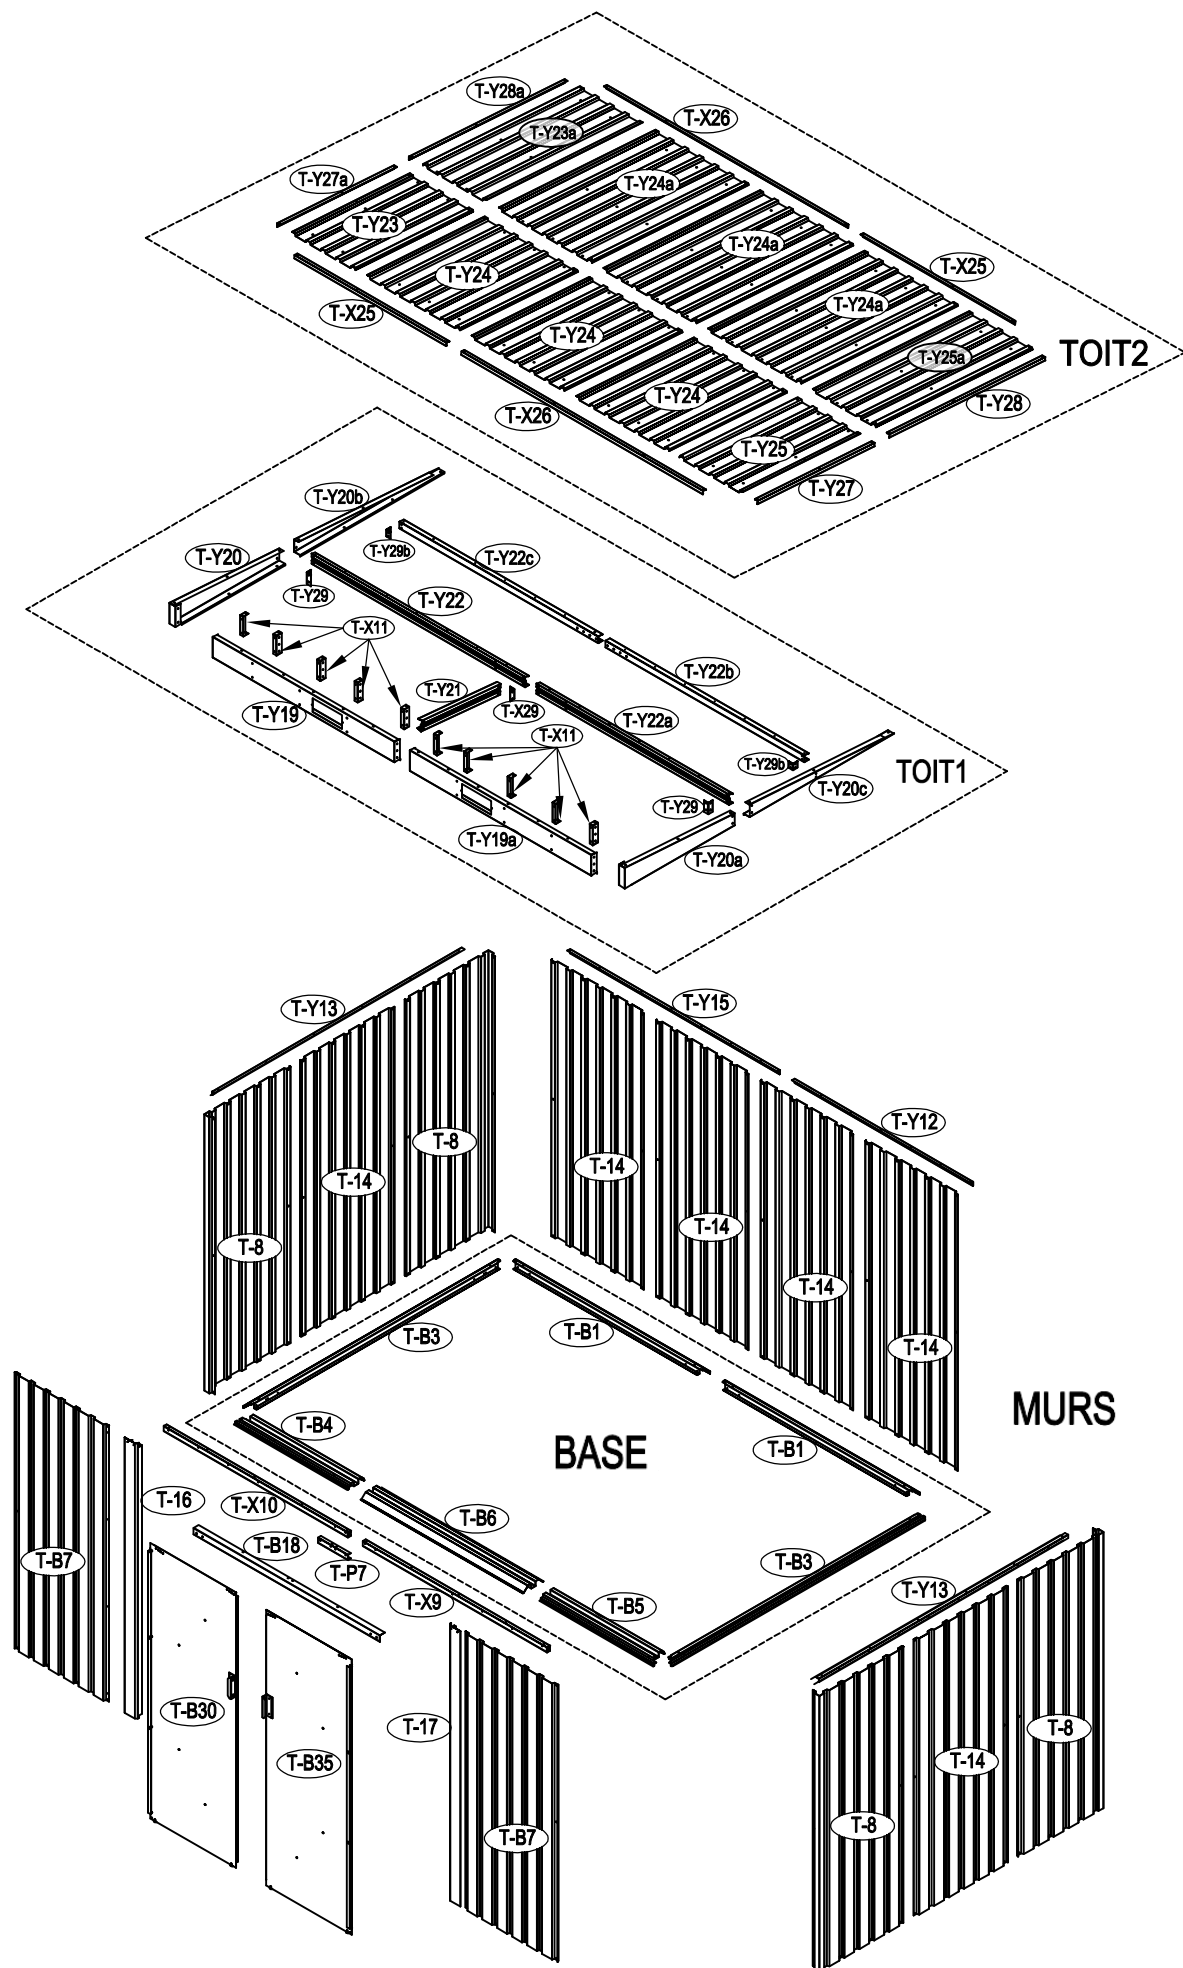 T-Y28a
T-X26
T-Y23a
T-Y27a
T-Y24a
T-Y23
T-Y24a
T-X25
T-Y24
T-Y24a
T-X25
T-Y24
T-Y25a
TOIT2
T-Y24
T-Y28
T-X26
T-Y25
T-Y27
T-Y20b
T-Y20
T-Y29b
T-Y22c
T-Y29
T-Y22
T-X11
T-Y22b
T-Y21
T-X29
T-Y19
T-Y22a
T-X11
T-Y29b
TOIT1
T-Y20c
T-Y29
T-Y19a
T-Y20a
T-Y13
T-Y15
T-Y12
T-8
T-14
T-14
T-14
T-8
T-14
T-B3
T-B1
T-14
MURS
T-B4
BASE
T-B1
T-16
T-X10
T-B6
T-B18
T-B7
T-P7
T-B3
T-Y13
T-X9
T-B5
T-B30
T-17
T-8
T-B35
T-14
T-8
T-B7